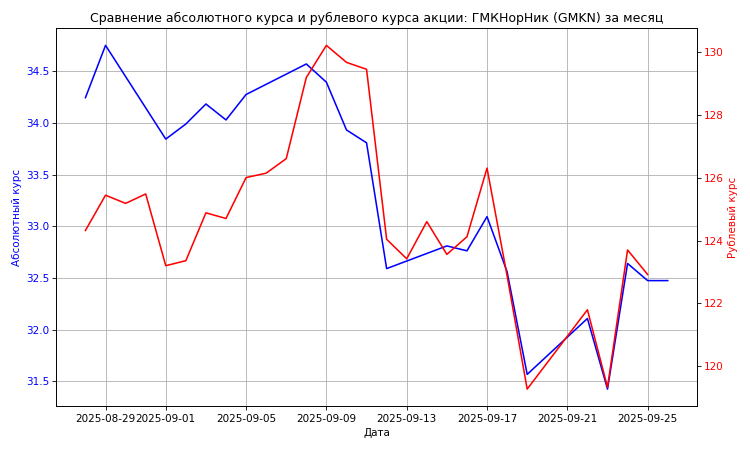 Сравнение абсолютного курса и рублевого курса акции: ГМКНорНик (GMKN) за месяц
34.5
34.0
33.5
33.0
32.5
32.0
31.5
Абсолютный курс
130
128
126
124
122
120
Рублевый курс
2025-08-29 2025-09-01 2025-09-05 2025-09-09 2025-09-13 2025-09-17 2025-09-21 2025-09-25
Дата